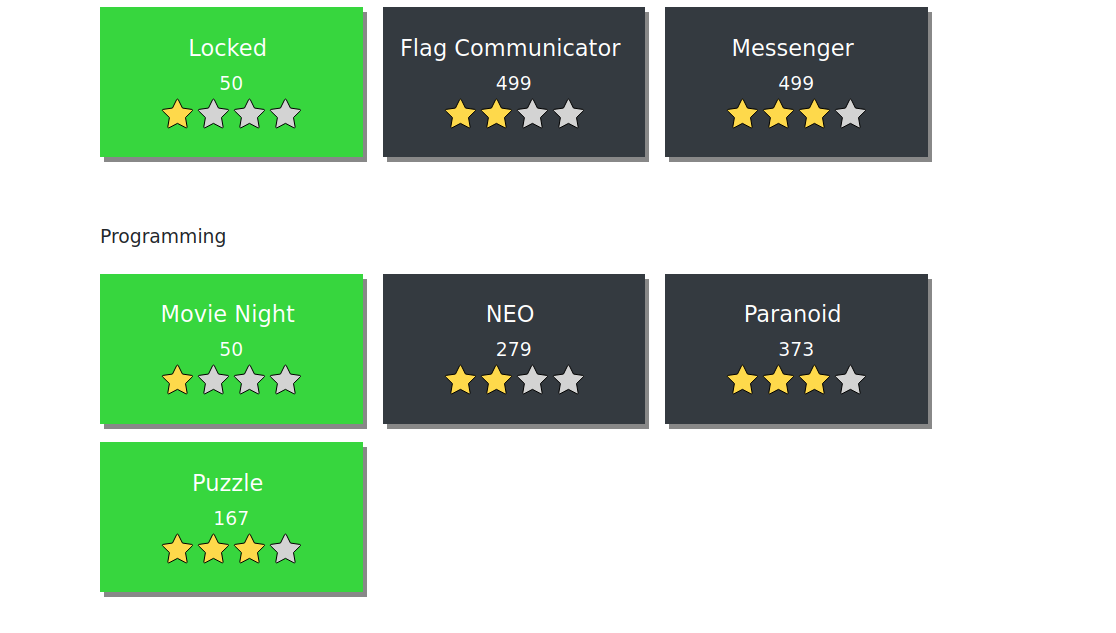 Locked
50
Flag Communicator
499
Messenger
499
Programming
Movie Night
50
NEO
279
Paranoid
373
Puzzle
167